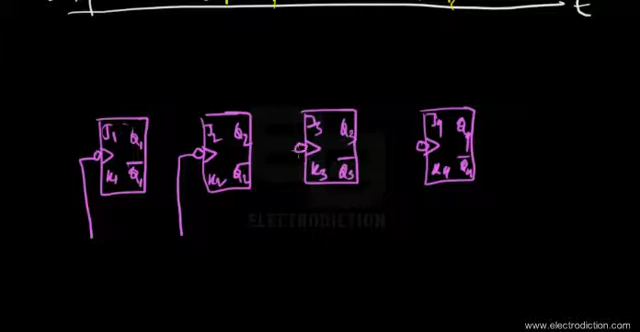 t
J1 Q1 J2 Q2 J3 Q3 J4 Q4
K1 Q̅1 K2 Q̅2 K3 Q̅3 K4 Q̅4
ELECTRODICTION
www.electrodiction.com